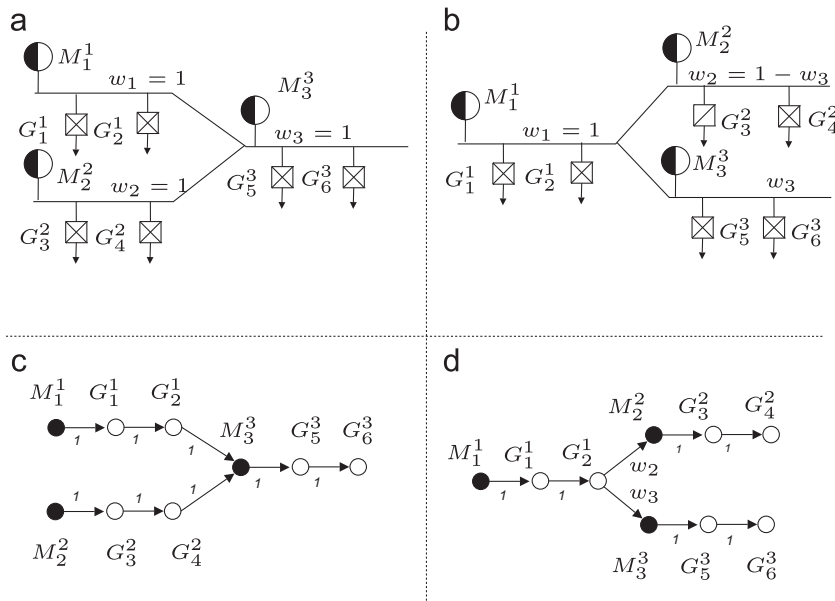 a
M_1^1
w_1 = 1
G_1^1 G_2^1
M_2^2
w_2 = 1
G_3^2 G_4^2
M_3^3
w_3 = 1
G_5^3 G_6^3
b
M_1^1
w_1 = 1
G_1^1 G_2^1
M_2^2
w_2 = 1 − w_3
G_3^2 G_4^2
M_3^3
w_3
G_5^3 G_6^3
c
M_1^1 G_1^1 G_2^1
1 1 1
M_3^3 G_5^3 G_6^3
1 1
1 1 1
M_2^2 G_3^2 G_4^2
d
M_2^2 G_3^2 G_4^2
1 1
M_1^1 G_1^1 G_2^1
1 1
w_2
w_3
1 1
M_3^3 G_5^3 G_6^3